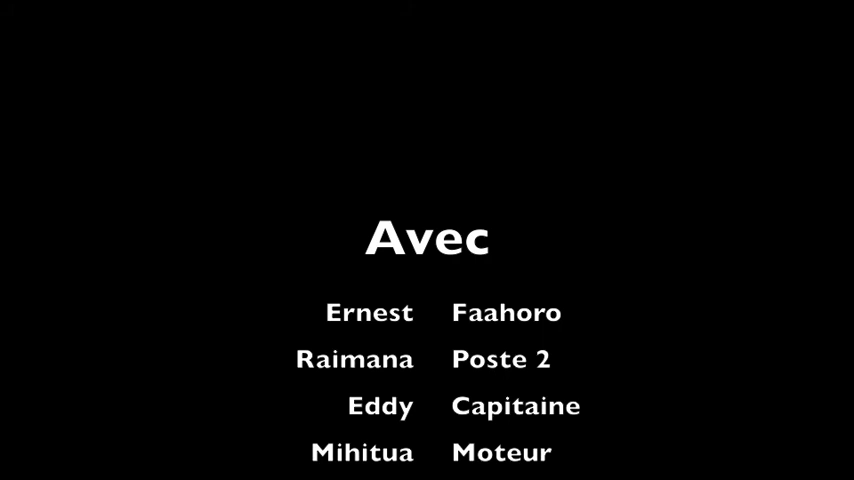 Avec
Ernest Faahoro
Raimana Poste 2
Eddy Capitaine
Mihitua Moteur